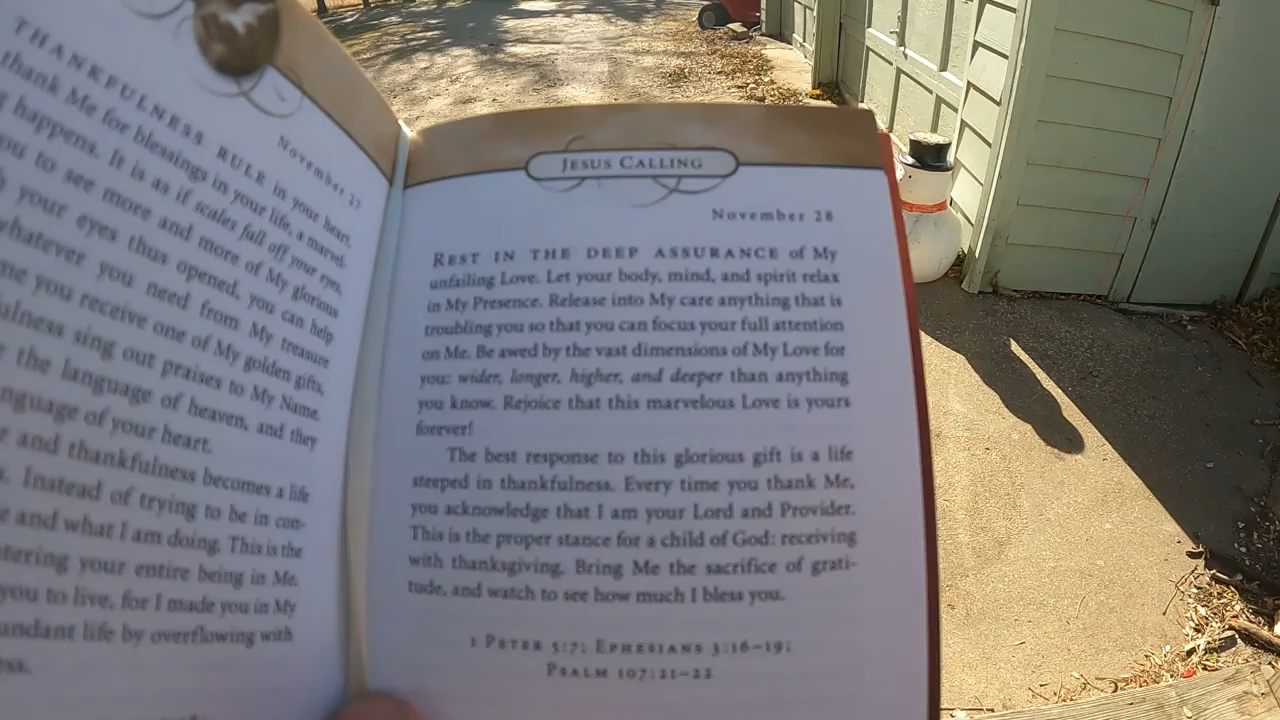 November 27
THANKFULNESS RULE in your heart.
thank Me for blessings in your life, a marvel-
happens. It is as if scales fall off your eyes,
you to see more and more of My glorious
your eyes thus opened, you can help
whatever you need from My treasure
me you receive one of My golden gifts,
sing out praises to My Name.
the language of heaven, and they
language of your heart.
and thankfulness becomes a life
Instead of trying to be in con-
and what I am doing. This is the
your entire being in Me.
you to live, for I made you in My
life by overflowing with
JESUS CALLING
November 28
REST IN THE DEEP ASSURANCE of My
unfailing Love. Let your body, mind, and spirit relax
in My Presence. Release into My care anything that is
troubling you so that you can focus your full attention
on Me. Be awed by the vast dimensions of My Love for
you: wider, longer, higher, and deeper than anything
you know. Rejoice that this marvelous Love is yours
forever!
The best response to this glorious gift is a life
steeped in thankfulness. Every time you thank Me,
you acknowledge that I am your Lord and Provider.
This is the proper stance for a child of God: receiving
with thanksgiving. Bring Me the sacrifice of grati-
tude, and watch to see how much I bless you.
1 PETER 5:7; EPHESIANS 3:16–19;
PSALM 107:21–22